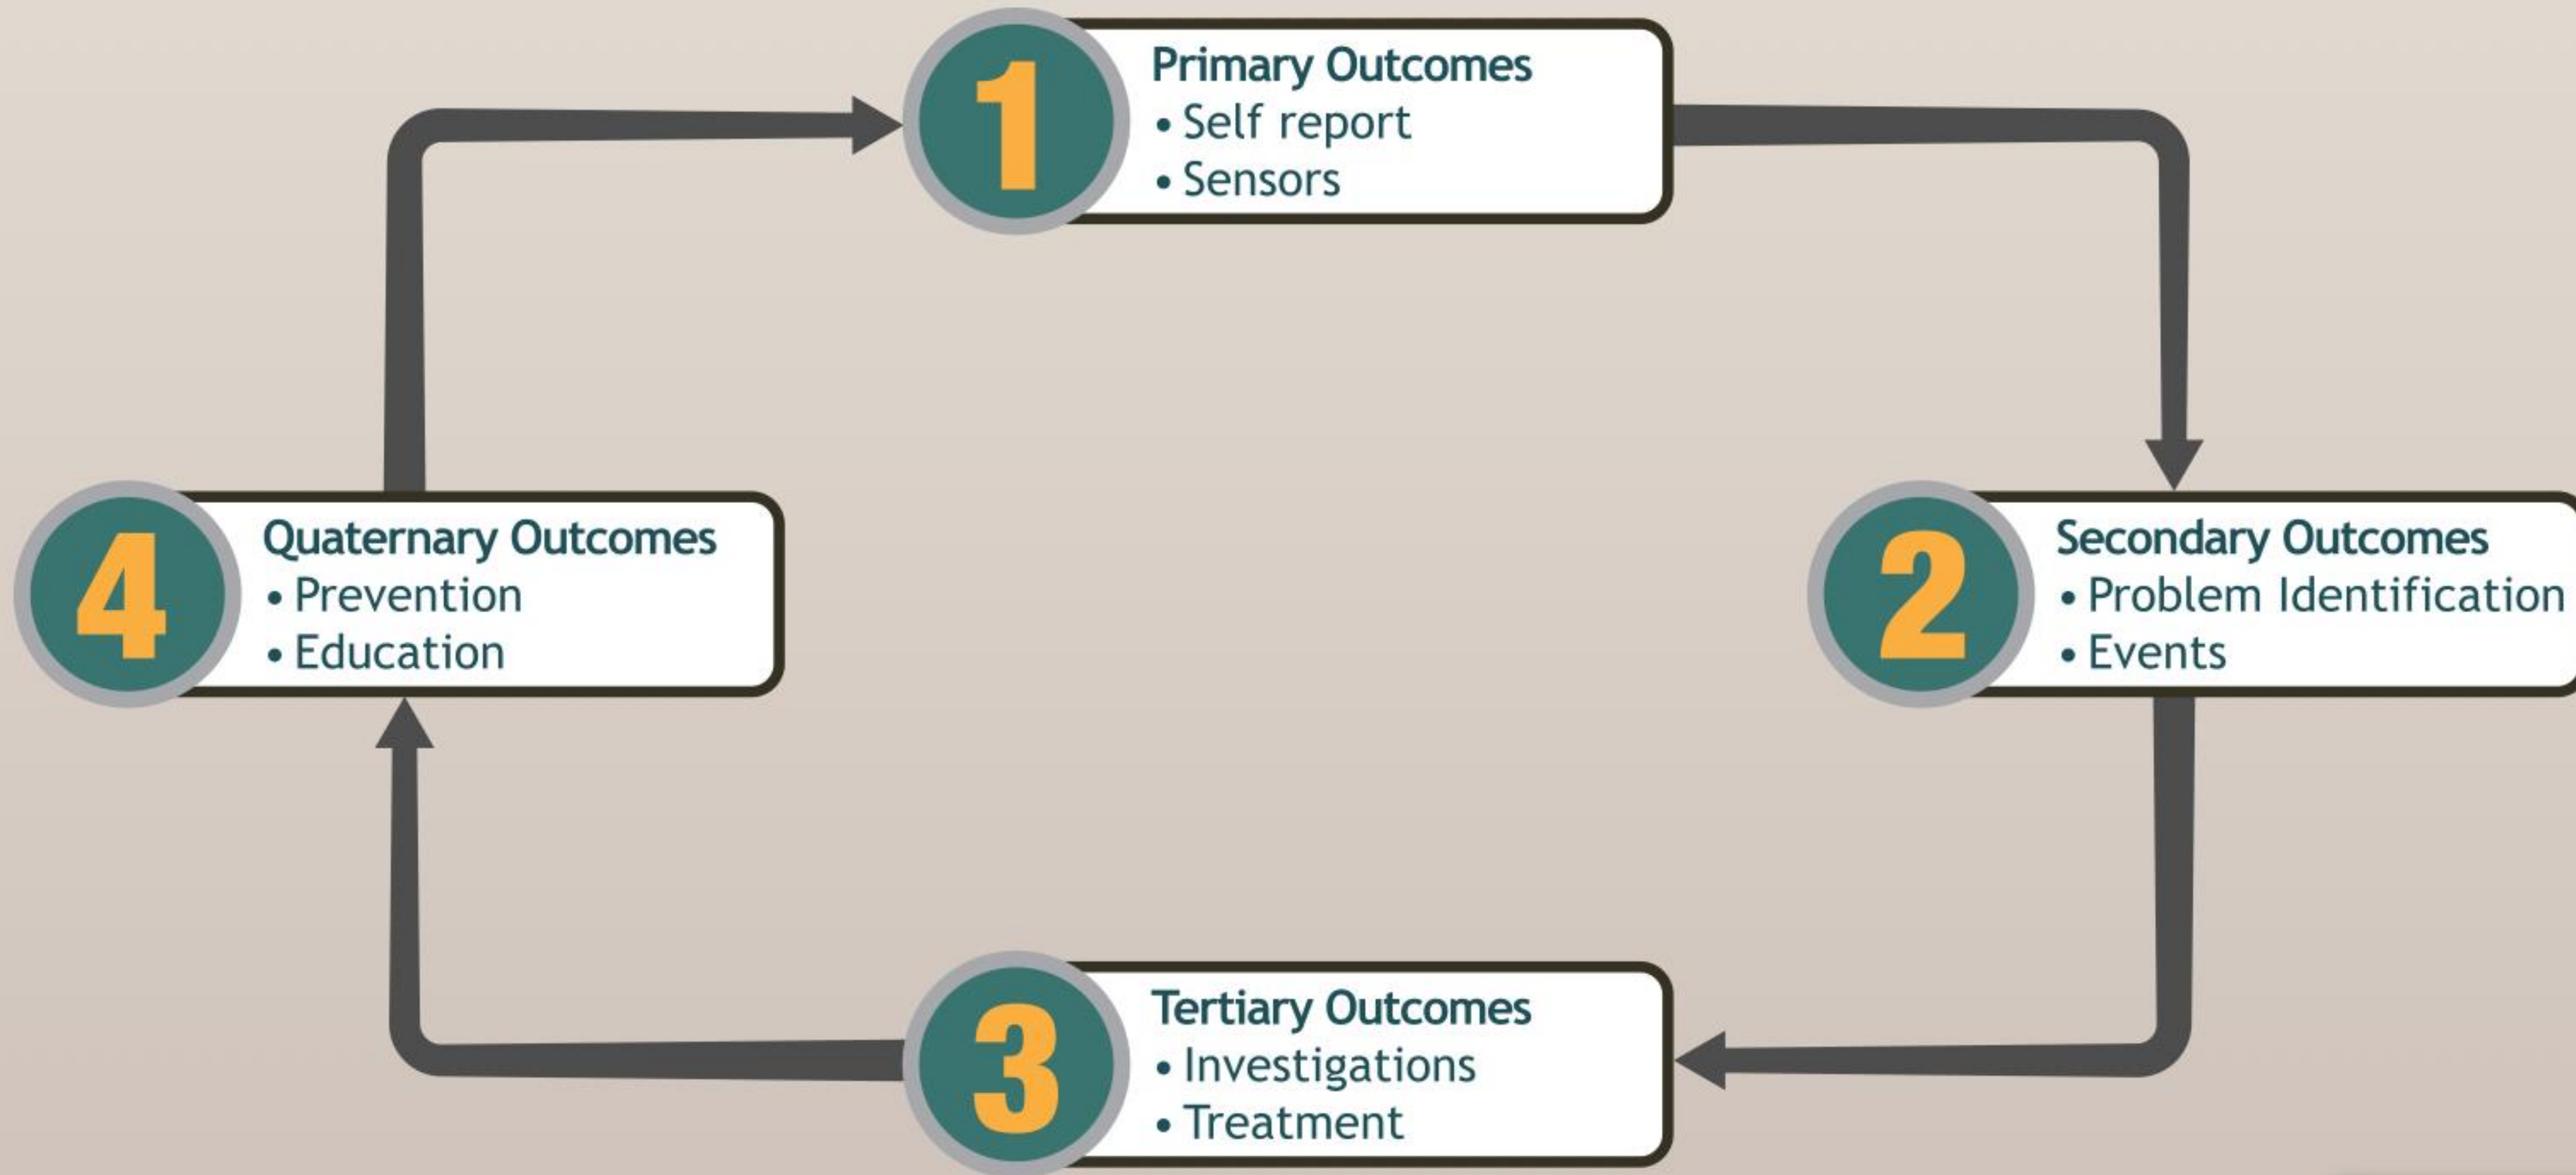 1
Primary Outcomes
• Self report
• Sensors
2
Secondary Outcomes
• Problem Identification
• Events
3
Tertiary Outcomes
• Investigations
• Treatment
4
Quaternary Outcomes
• Prevention
• Education